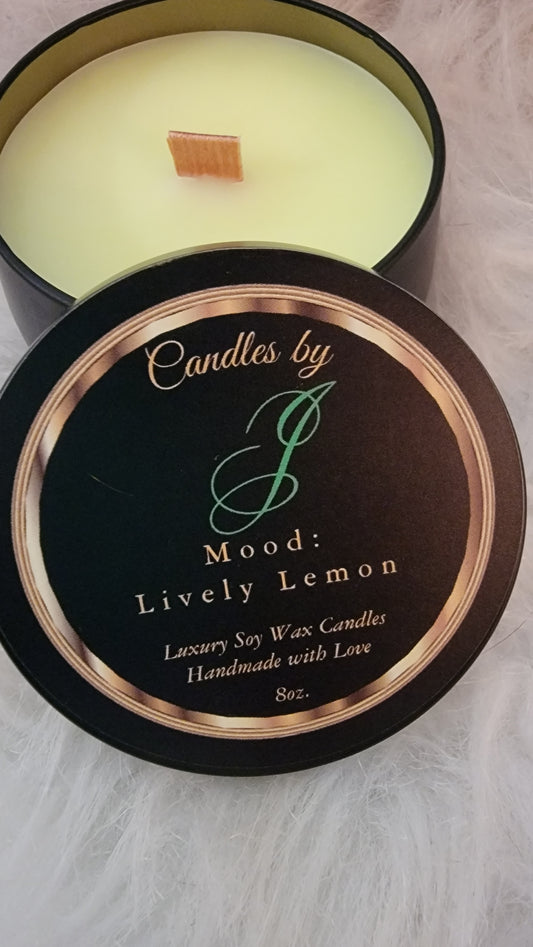 Candles by
J
Mood:
Lively Lemon
Luxury Soy Wax Candles
Handmade with Love
8oz.